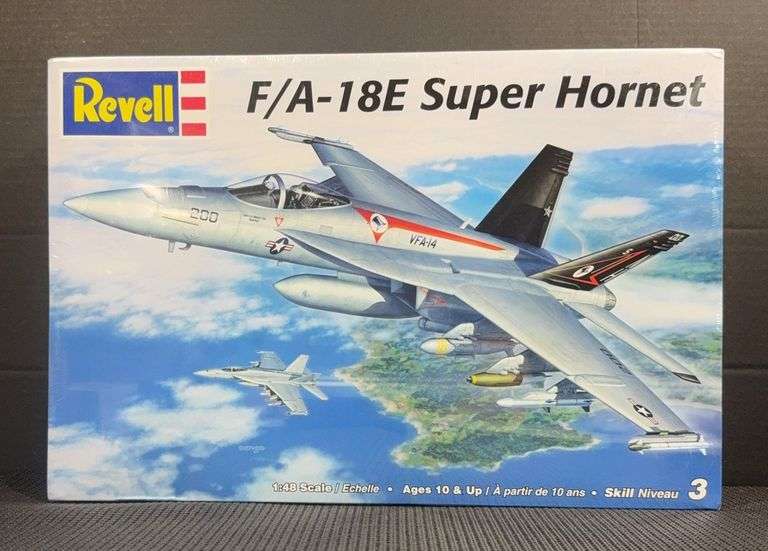 Revell®
F/A-18E Super Hornet
200
VFA-14
1:48 Scale / Echelle • Ages 10 & Up / À partir de 10 ans • Skill Niveau 3